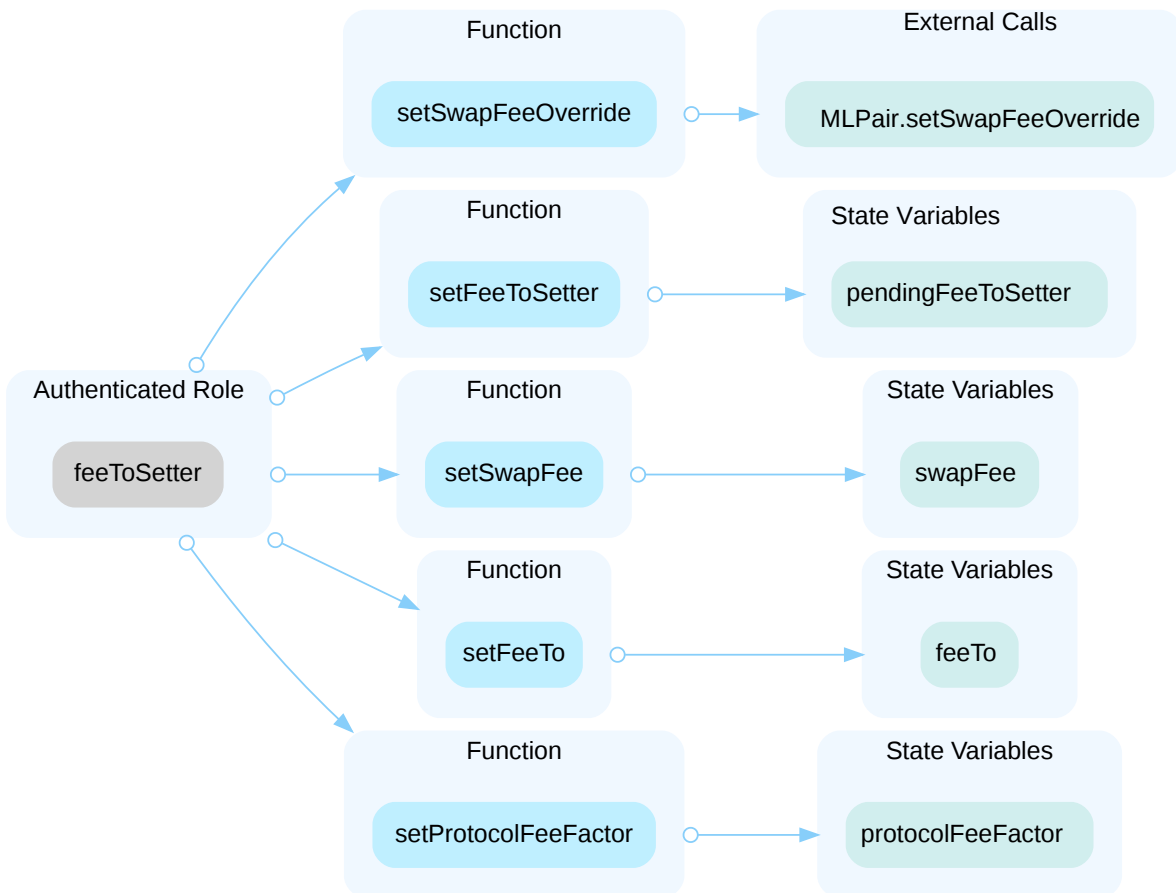 Function
setSwapFeeOverride
External Calls
MLPair.setSwapFeeOverride
Function
setFeeToSetter
State Variables
pendingFeeToSetter
Authenticated Role
feeToSetter
Function
setSwapFee
State Variables
swapFee
Function
setFeeTo
State Variables
feeTo
Function
setProtocolFeeFactor
State Variables
protocolFeeFactor